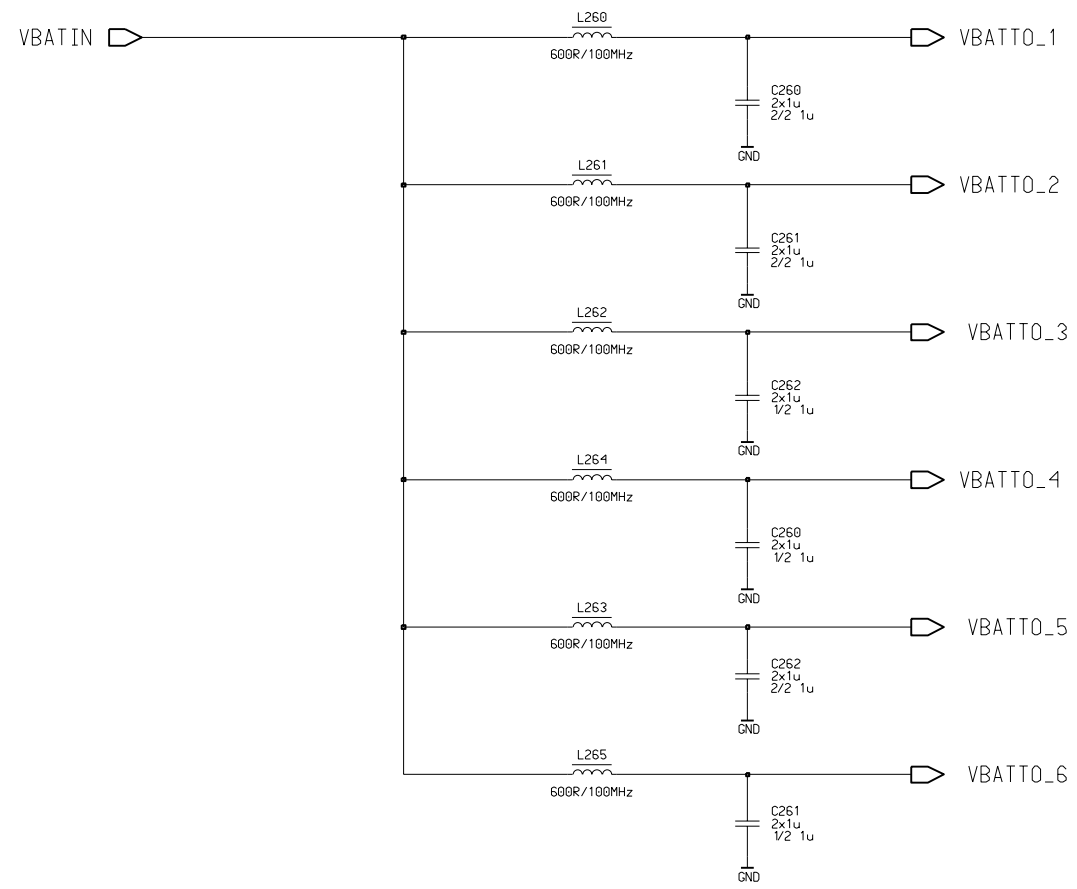 L260
VBATIN
VBATTO_1
600R/100MHz
C260
2x1u
2/2 1u
GND
L261
VBATTO_2
600R/100MHz
C261
2x1u
2/2 1u
GND
L262
VBATTO_3
600R/100MHz
C262
2x1u
1/2 1u
GND
L264
VBATTO_4
600R/100MHz
C260
2x1u
1/2 1u
GND
L263
VBATTO_5
600R/100MHz
C262
2x1u
2/2 1u
GND
L265
VBATTO_6
600R/100MHz
C261
2x1u
1/2 1u
GND